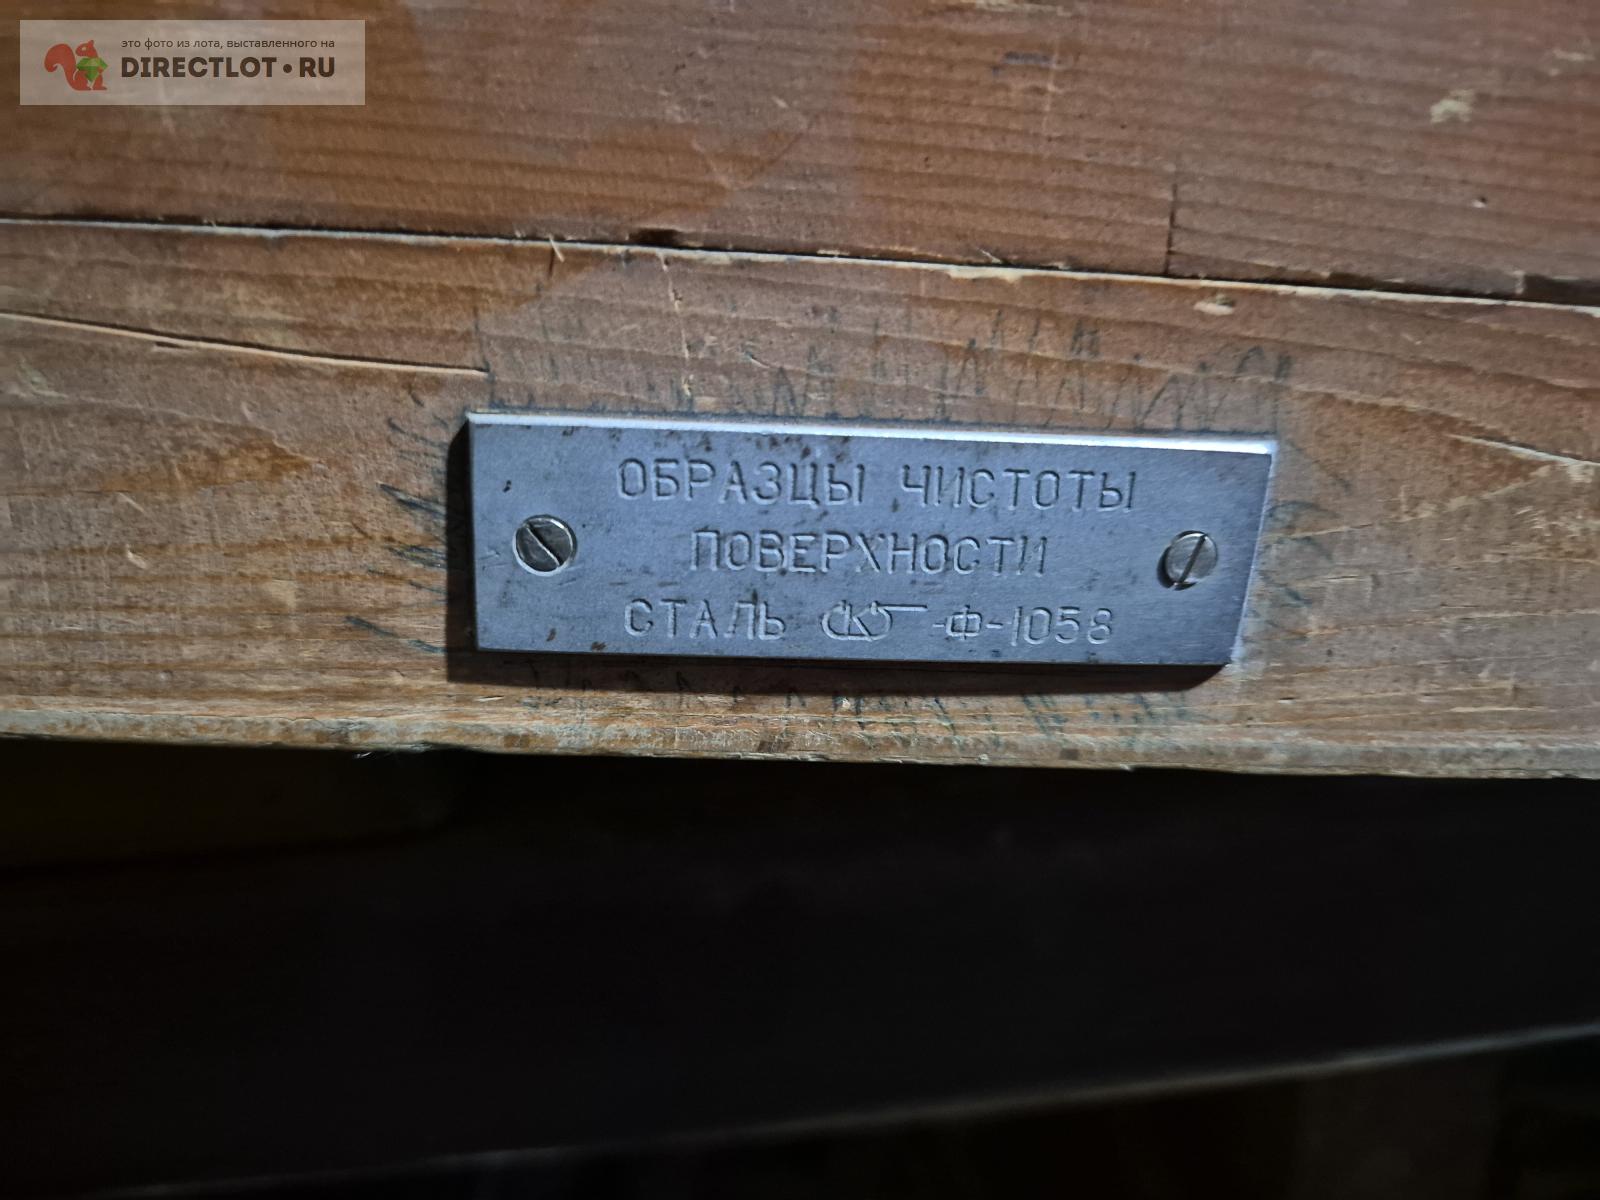 это фото из лота, выставленного на
DIRECTLOT•RU
ОБРАЗЦЫ ЧИСТОТЫ
ПОВЕРХНОСТИ
СТАЛЬ -Ф-1058